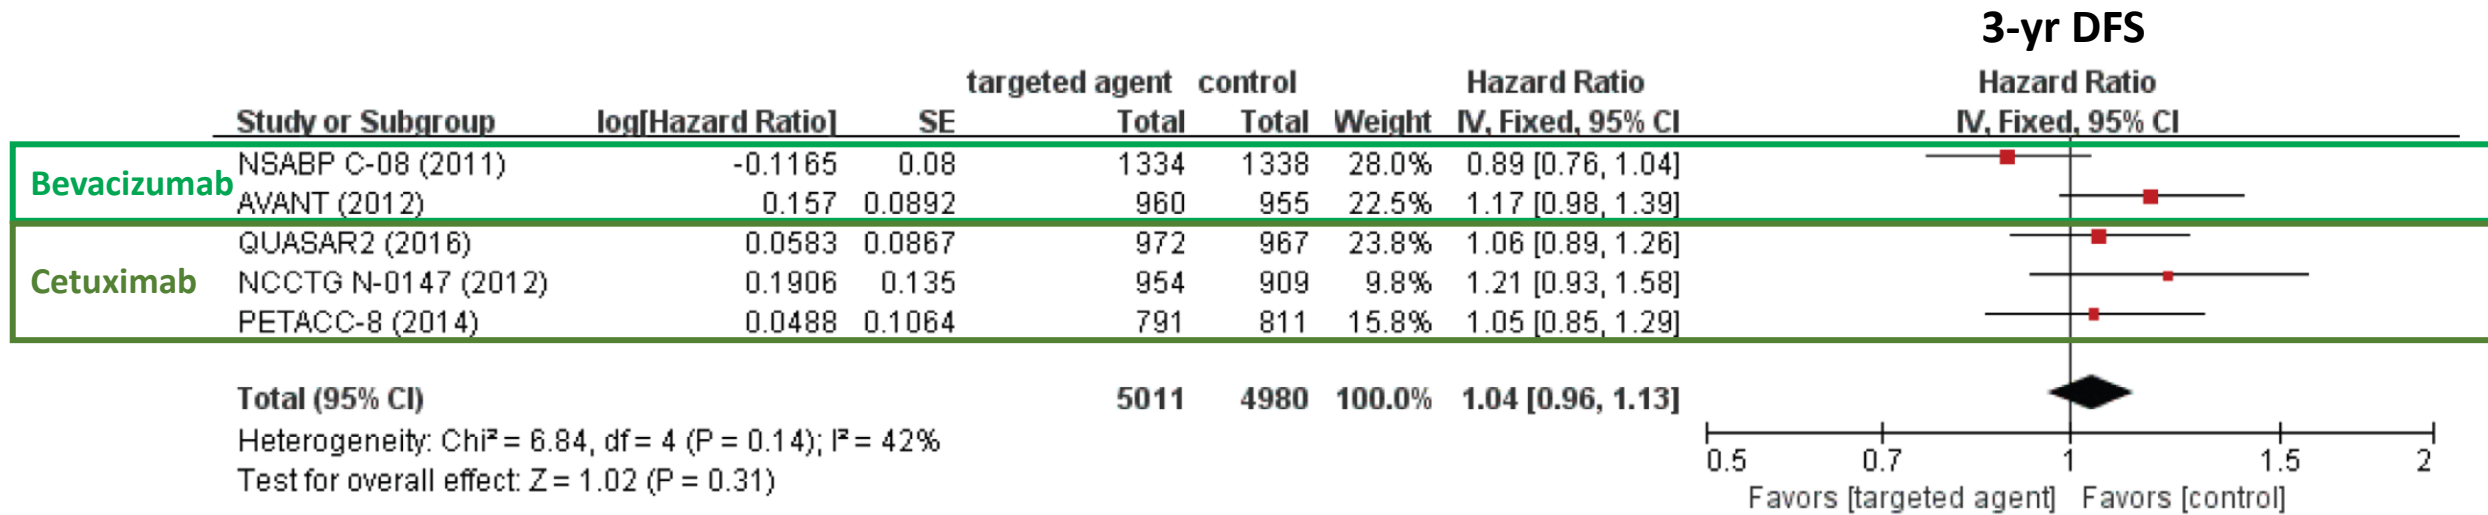 3-yr DFS
targeted agent control Hazard Ratio Hazard Ratio
Study or Subgroup log[Hazard Ratio] SE Total Total Weight IV, Fixed, 95% CI IV, Fixed, 95% CI
Bevacizumab
NSABP C-08 (2011) -0.1165 0.08 1334 1338 28.0% 0.89 [0.76, 1.04]
AVANT (2012) 0.157 0.0892 960 955 22.5% 1.17 [0.98, 1.39]
Cetuximab
QUASAR2 (2016) 0.0583 0.0867 972 967 23.8% 1.06 [0.89, 1.26]
NCCTG N-0147 (2012) 0.1906 0.135 954 909 9.8% 1.21 [0.93, 1.58]
PETACC-8 (2014) 0.0488 0.1064 791 811 15.8% 1.05 [0.85, 1.29]
Total (95% CI) 5011 4980 100.0% 1.04 [0.96, 1.13]
Heterogeneity: Chi² = 6.84, df = 4 (P = 0.14); I² = 42%
Test for overall effect: Z = 1.02 (P = 0.31)
0.5 0.7 1 1.5 2
Favors [targeted agent] Favors [control]